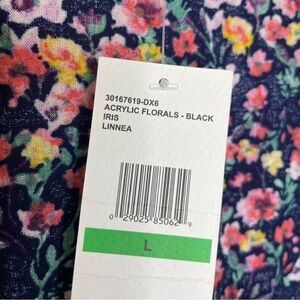 30167619-DX6
ACRYLIC FLORALS - BLACK
IRIS
LINNEA
0 29025 85062 9
L